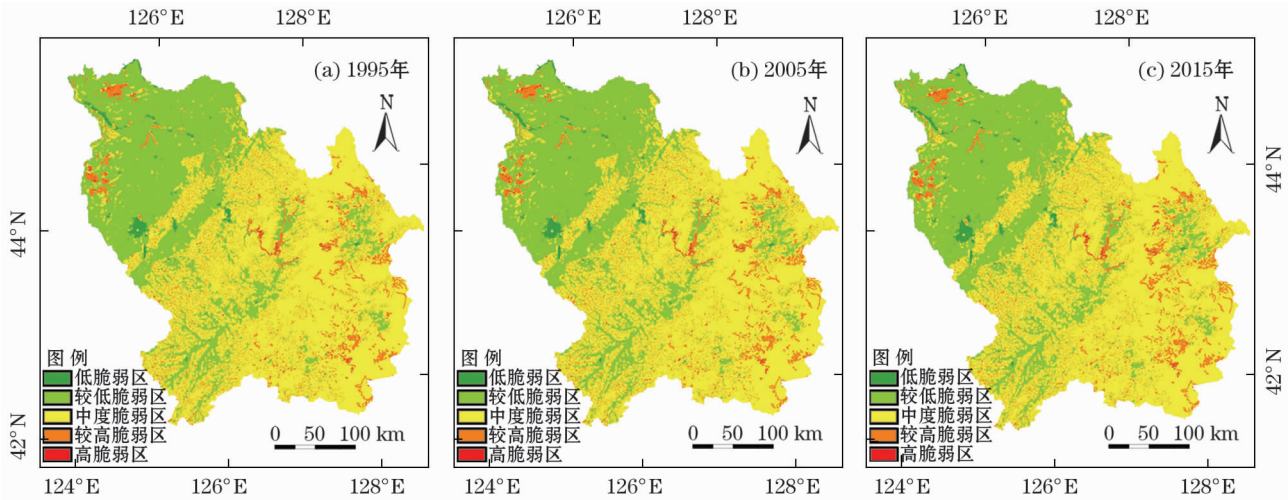 126°E 128°E 126°E 128°E 126°E 128°E
(a) 1995年
N
44°N
图 例
低脆弱区
较低脆弱区
中度脆弱区
较高脆弱区
高脆弱区
0 50 100 km
42°N
124°E 126°E 128°E
(b) 2005年
N
图 例
低脆弱区
较低脆弱区
中度脆弱区
较高脆弱区
高脆弱区
0 50 100 km
124°E 126°E 128°E
(c) 2015年
N
44°N
图 例
低脆弱区
较低脆弱区
中度脆弱区
较高脆弱区
高脆弱区
0 50 100 km
42°N
124°E 126°E 128°E